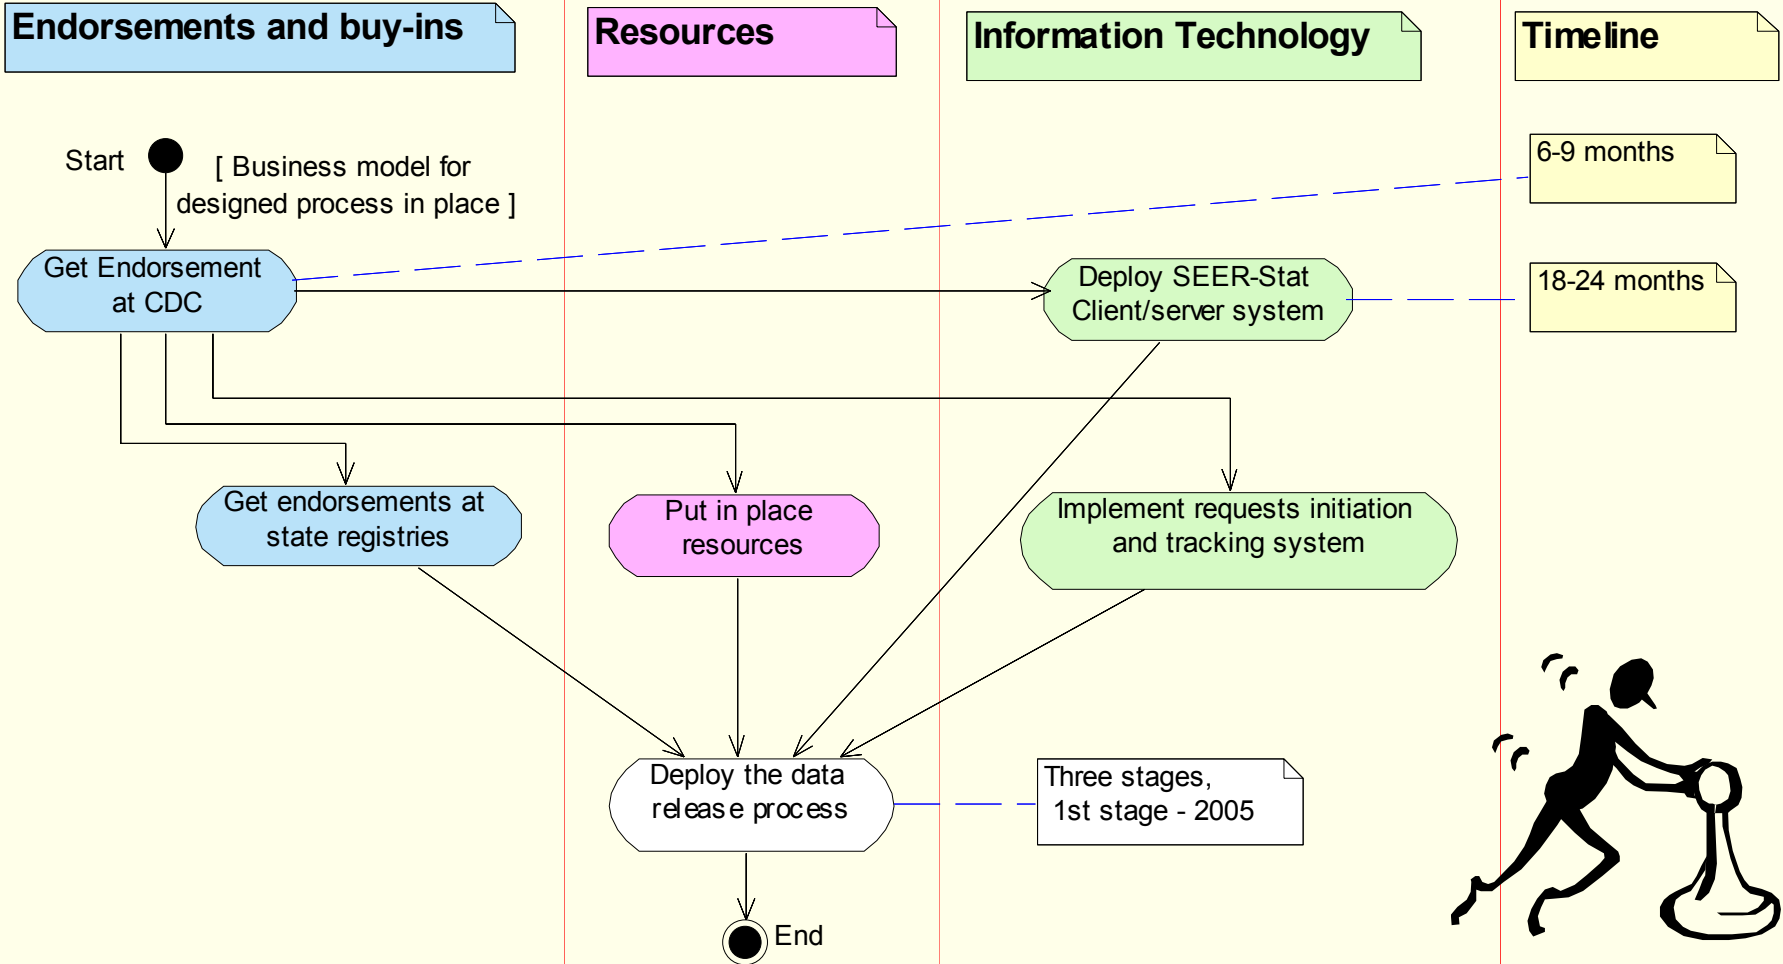 Endorsements and buy-ins
Resources
Information Technology
Timeline
Start
[ Business model for
designed process in place ]
6-9 months
Get Endorsement
at CDC
Deploy SEER-Stat
Client/server system
18-24 months
Get endorsements at
state registries
Put in place
resources
Implement requests initiation
and tracking system
Deploy the data
release process
Three stages,
1st stage - 2005
End